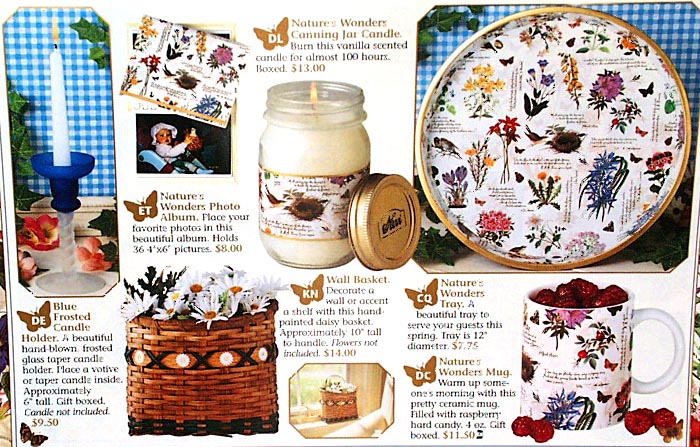 DL Nature's Wonders
Canning Jar Candle.
Burn this vanilla scented
candle for almost 100 hours.
Boxed. $13.00
ET Nature's
Wonders Photo
Album. Place your
favorite photos in this
beautiful album. Holds
36 4"x6" pictures. $8.00
DE Blue
Frosted
Candle
Holder. A beautiful
hand-blown, frosted
glass taper candle
holder. Place a votive
or taper candle inside.
Approximately
6" tall. Gift boxed.
Candle not included.
$9.50
KN Wall Basket.
Decorate a
wall or accent
a shelf with this hand-
painted daisy basket.
Approximately 10" tall
to handle. Flowers not
included. $14.00
CQ Nature's
Wonders
Tray. A
beautiful tray to
serve your guests this
spring. Tray is 12"
diameter. $7.75
DC Nature's
Wonders Mug.
Warm up some-
one's morning with this
pretty ceramic mug.
Filled with raspberry
hard candy. 4 oz. Gift
boxed. $11.50